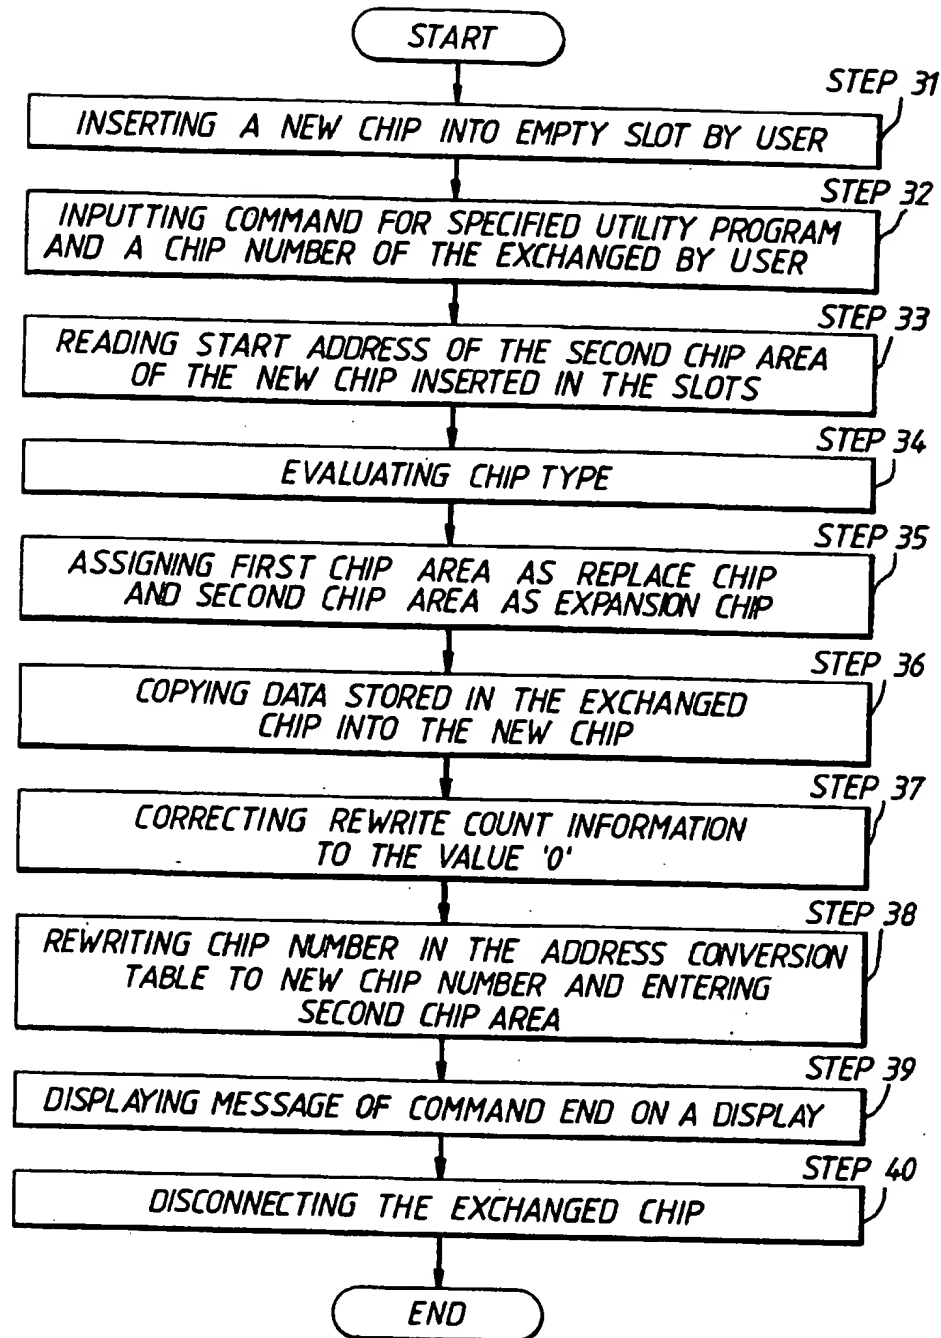 START
STEP 31
INSERTING A NEW CHIP INTO EMPTY SLOT BY USER
STEP 32
INPUTTING COMMAND FOR SPECIFIED UTILITY PROGRAM
AND A CHIP NUMBER OF THE EXCHANGED BY USER
STEP 33
READING START ADDRESS OF THE SECOND CHIP AREA
OF THE NEW CHIP INSERTED IN THE SLOTS
STEP 34
EVALUATING CHIP TYPE
STEP 35
ASSIGNING FIRST CHIP AREA AS REPLACE CHIP
AND SECOND CHIP AREA AS EXPANSION CHIP
STEP 36
COPYING DATA STORED IN THE EXCHANGED
CHIP INTO THE NEW CHIP
STEP 37
CORRECTING REWRITE COUNT INFORMATION
TO THE VALUE '0'
STEP 38
REWRITING CHIP NUMBER IN THE ADDRESS CONVERSION
TABLE TO NEW CHIP NUMBER AND ENTERING
SECOND CHIP AREA
STEP 39
DISPLAYING MESSAGE OF COMMAND END ON A DISPLAY
STEP 40
DISCONNECTING THE EXCHANGED CHIP
END